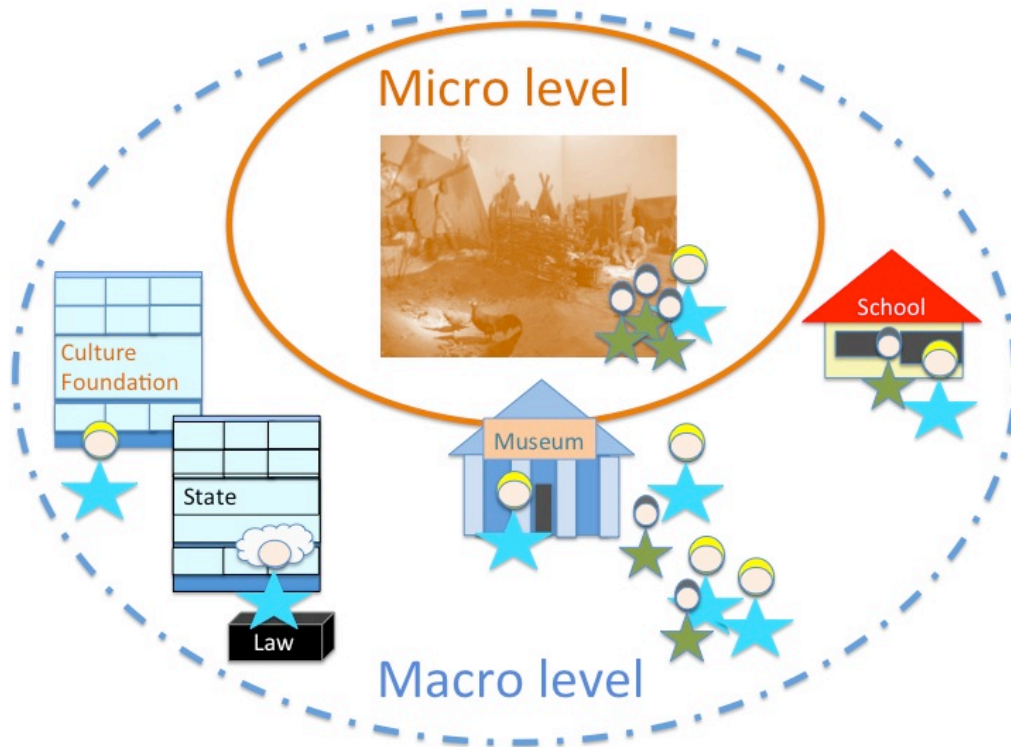 Micro level
School
Culture
Foundation
Museum
State
Law
Macro level